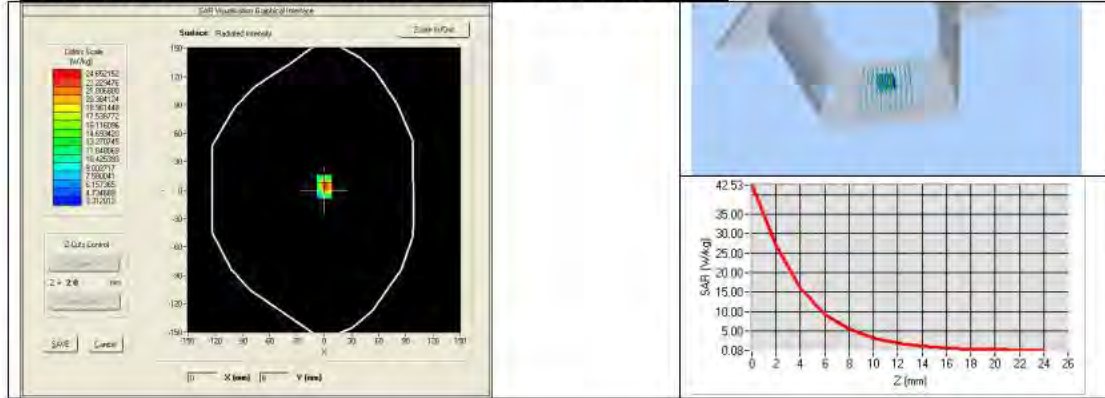 SAR Visualisation Graphical Interface
Surface: Radiated Intensity
Zoom In/Out
Colors Scale
(W/kg)
24.652152
23.229476
21.806800
20.384124
18.961448
17.538772
16.116096
14.693420
13.270745
11.848069
10.425393
9.002717
7.580041
6.157365
4.734689
3.312013
150
120
90
60
30
0
-30
-60
-90
-120
-150
-150 -120 -90 -60 -30 0 30 60 90 120 150
X
Z Cuts Control
Z = 2.0 mm
SAVE Cancel
0 X (mm) 6 Y (mm)
42.53
35.00
30.00
25.00
20.00
15.00
10.00
5.00
0.08
SAR (W/kg)
0 2 4 6 8 10 12 14 16 18 20 22 24 26
Z (mm)